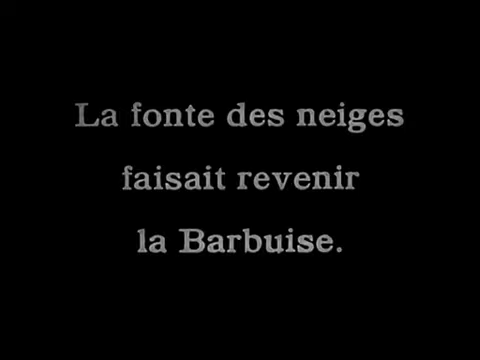 La fonte des neiges
faisait revenir
la Barbuise.